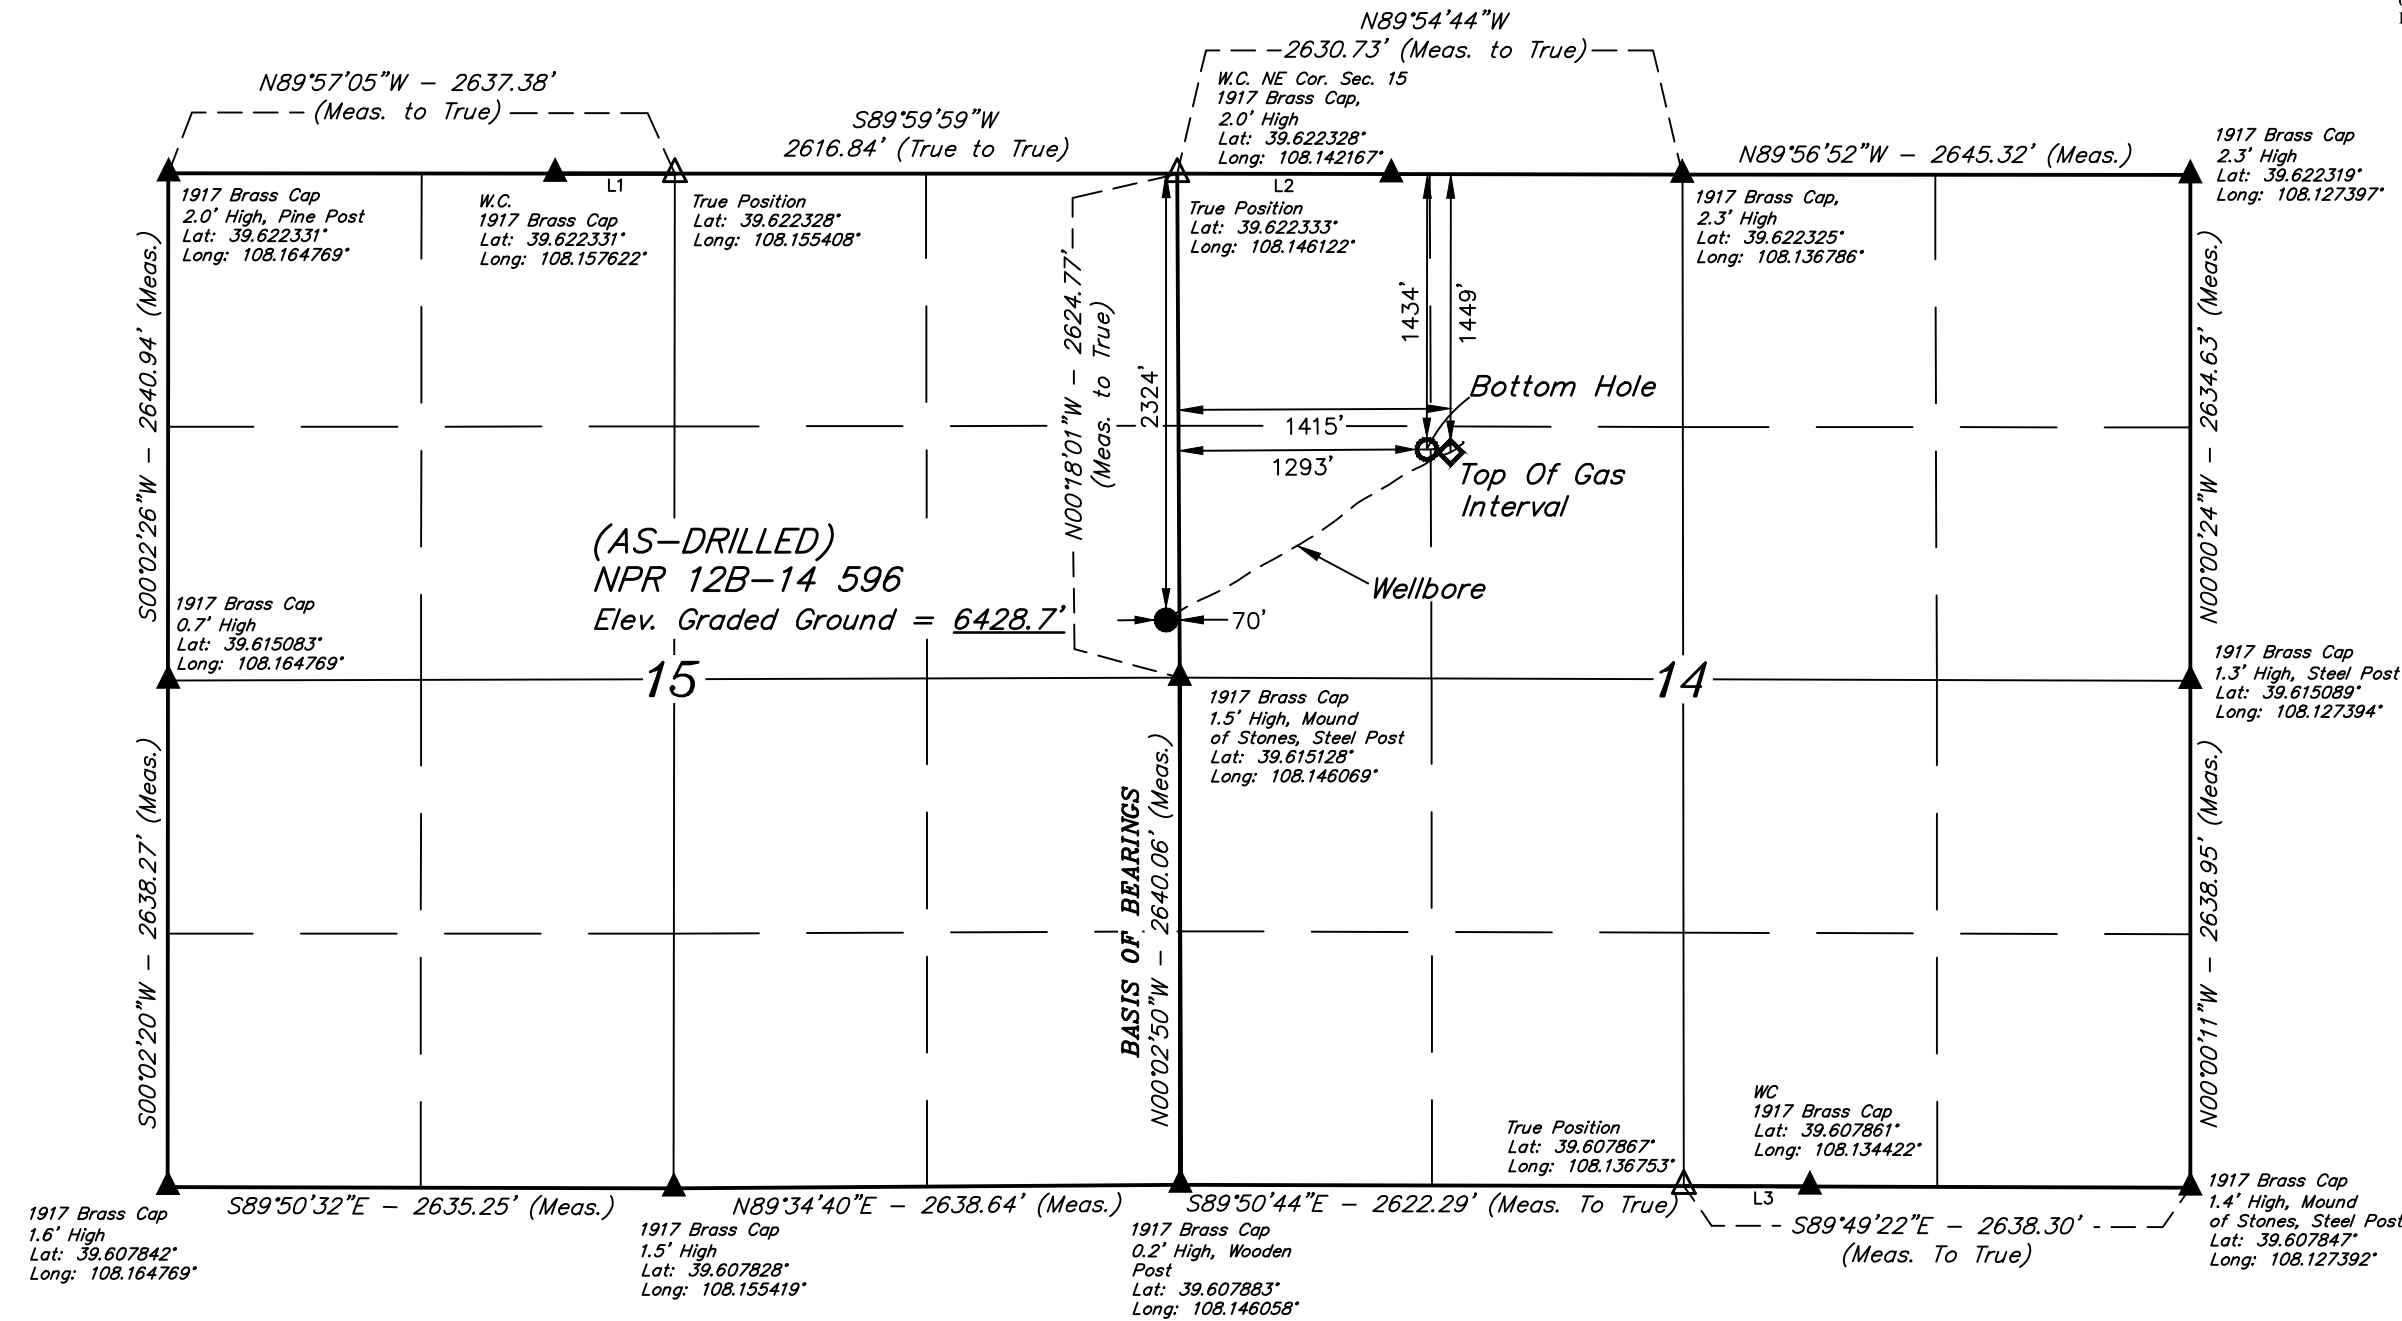 N89°54'44"W
2630.73' (Meas. to True)
N89°57'05"W – 2637.38'
(Meas. to True)
S89°59'59"W
2616.84' (True to True)
W.C. NE Cor. Sec. 15
1917 Brass Cap,
2.0' High
Lat: 39.622328°
Long: 108.142167°
N89°56'52"W – 2645.32' (Meas.)
1917 Brass Cap
2.3' High
Lat: 39.622319°
Long: 108.127397°
1917 Brass Cap
2.0' High, Pine Post
Lat: 39.622331°
Long: 108.164769°
W.C.
1917 Brass Cap
Lat: 39.622331°
Long: 108.157622°
L1
True Position
Lat: 39.622328°
Long: 108.155408°
L2
True Position
Lat: 39.622333°
Long: 108.146122°
1917 Brass Cap,
2.3' High
Lat: 39.622325°
Long: 108.136786°
S00°02'26"W – 2640.94' (Meas.)
N00°18'01"W – 2624.77'
(Meas. to True)
2324'
1434'
1449'
N00°00'24"W – 2634.63' (Meas.)
Bottom Hole
1415'
1293'
Top Of Gas
Interval
(AS–DRILLED)
NPR 12B–14 596
Elev. Graded Ground = 6428.7'
Wellbore
70'
1917 Brass Cap
0.7' High
Lat: 39.615083°
Long: 108.164769°
15
14
1917 Brass Cap
1.3' High, Steel Post
Lat: 39.615089°
Long: 108.127394°
1917 Brass Cap
1.5' High, Mound
of Stones, Steel Post
Lat: 39.615128°
Long: 108.146069°
S00°02'20"W – 2638.27' (Meas.)
BASIS OF BEARINGS
N00°02'50"W – 2640.06' (Meas.)
N00°00'11"W – 2638.95' (Meas.)
True Position
Lat: 39.607867°
Long: 108.136753°
WC
1917 Brass Cap
Lat: 39.607861°
Long: 108.134422°
L3
1917 Brass Cap
1.6' High
Lat: 39.607842°
Long: 108.164769°
S89°50'32"E – 2635.25' (Meas.)
1917 Brass Cap
1.5' High
Lat: 39.607828°
Long: 108.155419°
N89°34'40"E – 2638.64' (Meas.)
1917 Brass Cap
0.2' High, Wooden
Post
Lat: 39.607883°
Long: 108.146058°
S89°50'44"E – 2622.29' (Meas. To True)
S89°49'22"E – 2638.30'
(Meas. To True)
1917 Brass Cap
1.4' High, Mound
of Stones, Steel Post
Lat: 39.607847°
Long: 108.127392°